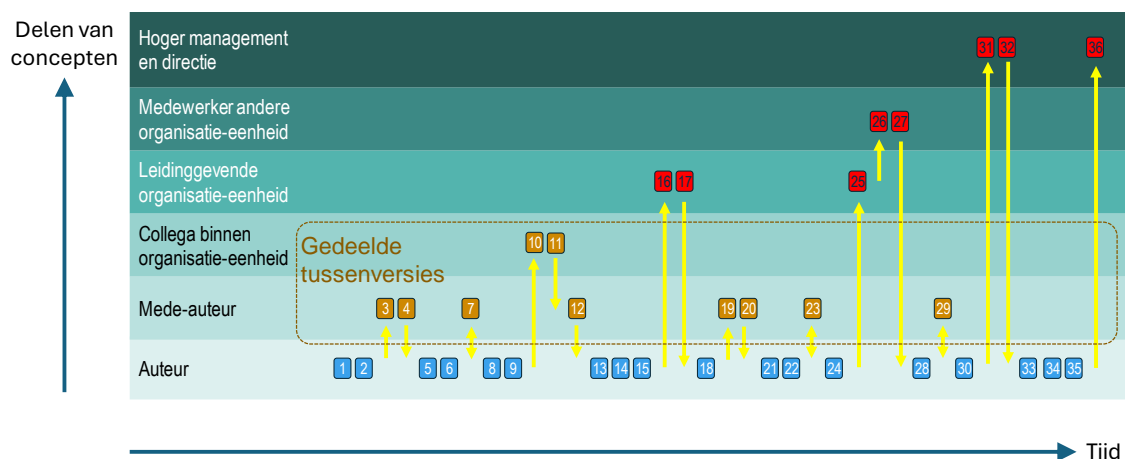 Delen van
concepten
Hoger management
en directie
31 32 36
Medewerker andere
organisatie-eenheid
26 27
Leidinggevende
organisatie-eenheid
16 17 25
Collega binnen
organisatie-eenheid
Gedeelde
tussenversies
10 11
Mede-auteur
3 4 7 12 19 20 23 29
Auteur
1 2 5 6 8 9 13 14 15 18 21 22 24 28 30 33 34 35
Tijd